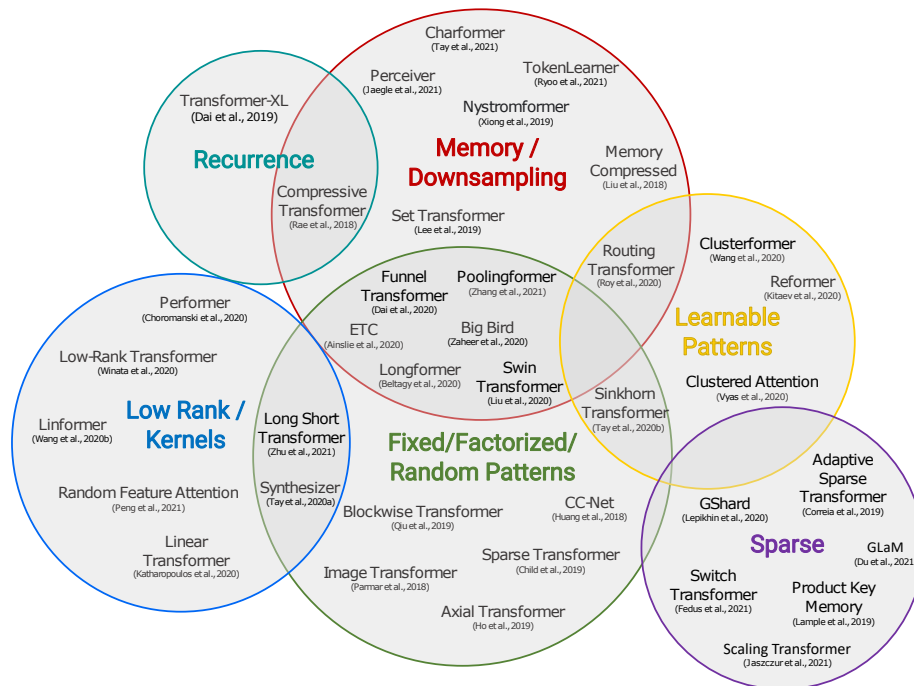 Charformer
(Tay et al., 2021)
Perceiver
(Jaegle et al., 2021)
TokenLearner
(Ryoo et al., 2021)
Transformer-XL
(Dai et al., 2019)
Nystromformer
(Xiong et al., 2019)
Recurrence
Memory /
Downsampling
Memory
Compressed
(Liu et al., 2018)
Compressive
Transformer
(Rae et al., 2018)
Set Transformer
(Lee et al., 2019)
Routing
Transformer
(Roy et al., 2020)
Clusterformer
(Wang et al., 2020)
Reformer
(Kitaev et al., 2020)
Learnable
Patterns
Clustered Attention
(Vyas et al., 2020)
Funnel
Transformer
(Dai et al., 2020)
Poolingformer
(Zhang et al., 2021)
ETC
(Ainslie et al., 2020)
Big Bird
(Zaheer et al., 2020)
Longformer
(Beltagy et al., 2020)
Swin
Transformer
(Liu et al., 2020)
Sinkhorn
Transformer
(Tay et al., 2020b)
Performer
(Choromanski et al., 2020)
Low-Rank Transformer
(Winata et al., 2020)
Linformer
(Wang et al., 2020b)
Low Rank /
Kernels
Long Short
Transformer
(Zhu et al., 2021)
Synthesizer
(Tay et al., 2020a)
Random Feature Attention
(Peng et al., 2021)
Linear
Transformer
(Katharopoulos et al., 2020)
Fixed/Factorized/
Random Patterns
Blockwise Transformer
(Qiu et al., 2019)
CC-Net
(Huang et al., 2018)
Sparse Transformer
(Child et al., 2019)
Image Transformer
(Parmar et al., 2018)
Axial Transformer
(Ho et al., 2019)
Adaptive
Sparse
Transformer
(Correia et al., 2019)
GShard
(Lepikhin et al., 2020)
Sparse
GLaM
(Du et al., 2021
Switch
Transformer
(Fedus et al., 2021)
Product Key
Memory
(Lample et al., 2019)
Scaling Transformer
(Jaszczur et al., 2021)